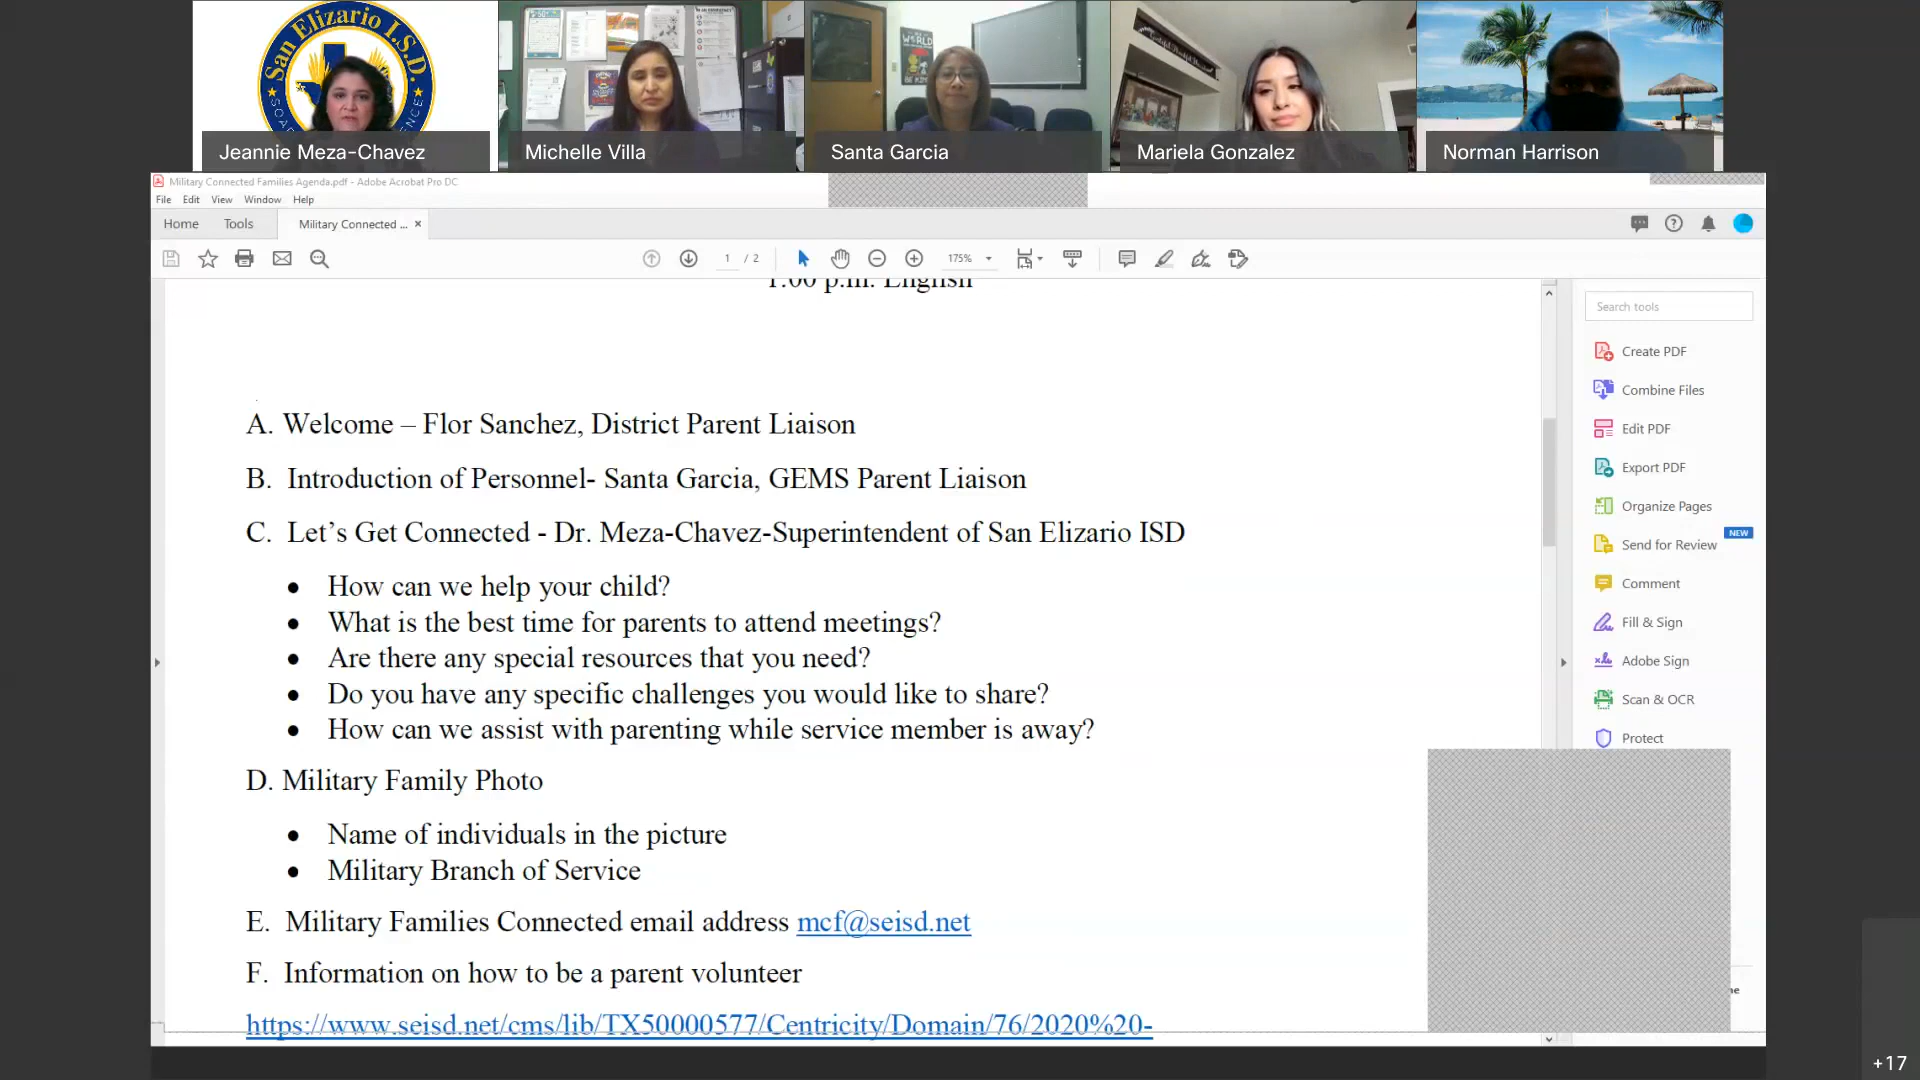 San Elizario I.S.D.
Jeannie Meza-Chavez
Michelle Villa
Santa Garcia
Mariela Gonzalez
Norman Harrison
Military Connected Families Agenda.pdf - Adobe Acrobat Pro DC
File Edit View Window Help
Home Tools Military Connected ... ×
1 / 2 175%
1:00 p.m. English
Search tools
A. Welcome – Flor Sanchez, District Parent Liaison
B. Introduction of Personnel- Santa Garcia, GEMS Parent Liaison
C. Let’s Get Connected - Dr. Meza-Chavez-Superintendent of San Elizario ISD
• How can we help your child?
• What is the best time for parents to attend meetings?
• Are there any special resources that you need?
• Do you have any specific challenges you would like to share?
• How can we assist with parenting while service member is away?
D. Military Family Photo
• Name of individuals in the picture
• Military Branch of Service
E. Military Families Connected email address mcf@seisd.net
F. Information on how to be a parent volunteer
https://www.seisd.net/cms/lib/TX50000577/Centricity/Domain/76/2020%20-
Create PDF
Combine Files
Edit PDF
Export PDF
Organize Pages
Send for Review NEW
Comment
Fill & Sign
Adobe Sign
Scan & OCR
Protect
+17